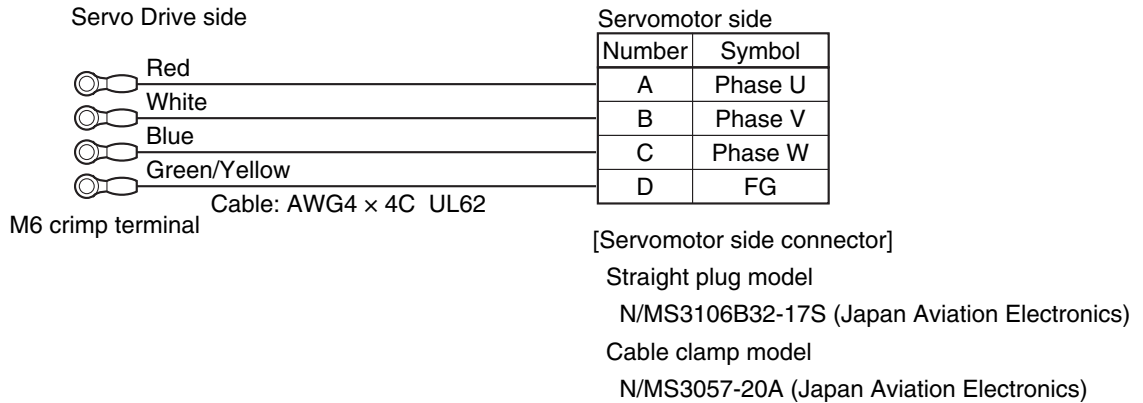 Servo Drive side
Servomotor side
Number Symbol
Red
A Phase U
White
B Phase V
Blue
C Phase W
Green/Yellow
D FG
Cable: AWG4 × 4C UL62
M6 crimp terminal
[Servomotor side connector]
Straight plug model
N/MS3106B32-17S (Japan Aviation Electronics)
Cable clamp model
N/MS3057-20A (Japan Aviation Electronics)